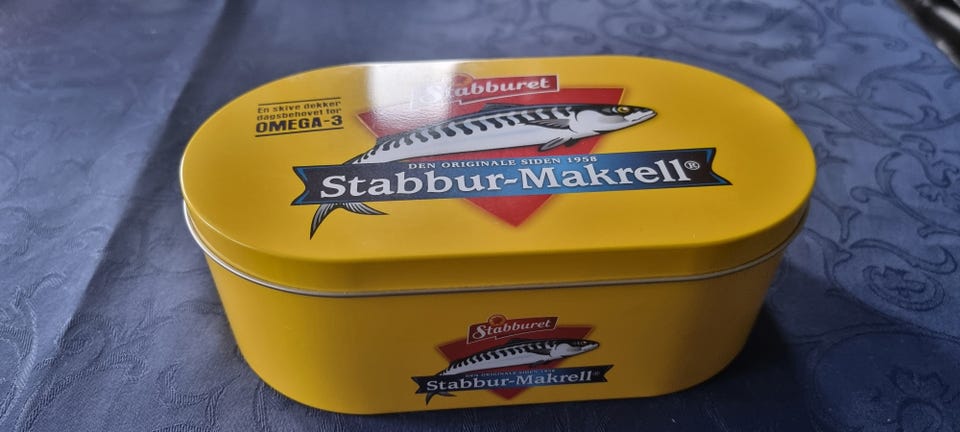 Stabburet
En skive dekker
dagsbehovet for
OMEGA-3
DEN ORIGINALE SIDEN 1958
Stabbur-Makrell®
Stabburet
DEN ORIGINALE SIDEN 1958
Stabbur-Makrell®